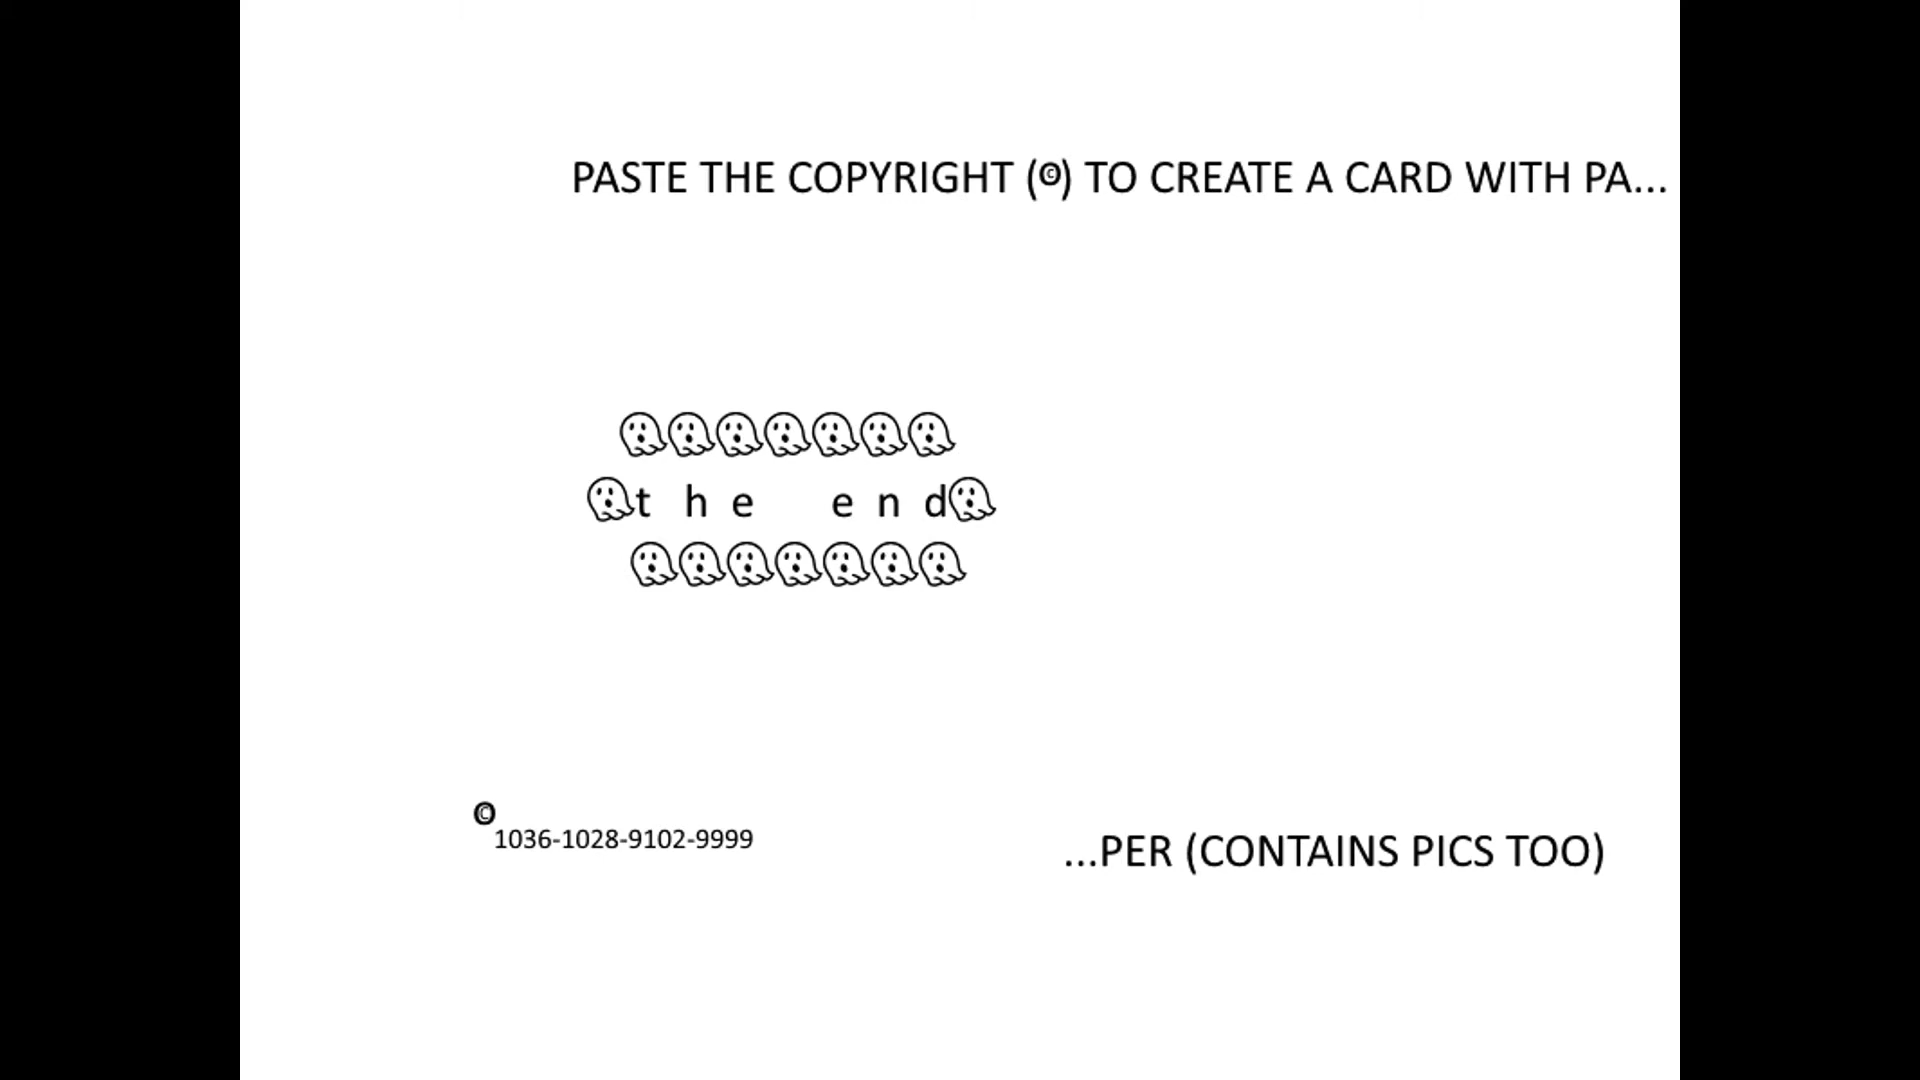 PASTE THE COPYRIGHT (©) TO CREATE A CARD WITH PA...
👻👻👻👻👻👻👻
👻t h e  e n d👻
👻👻👻👻👻👻👻
©
1036-1028-9102-9999
...PER (CONTAINS PICS TOO)